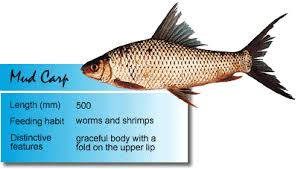 Mud Carp
Length (mm) 500
Feeding habit worms and shrimps
Distinctive graceful body with a
features fold on the upper lip